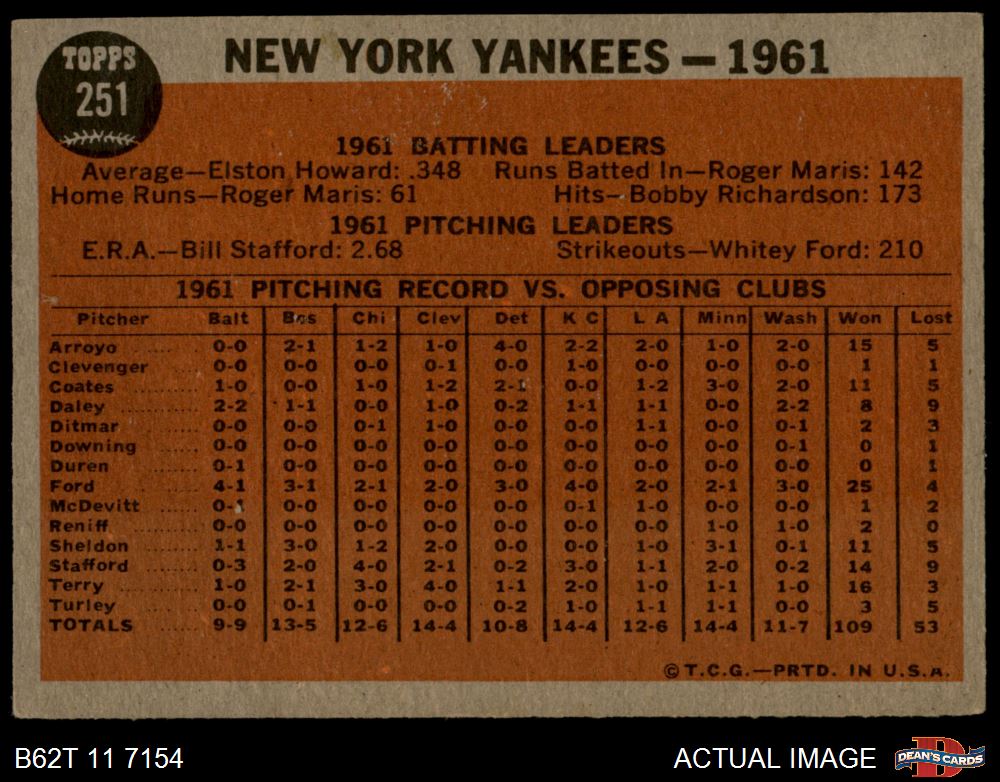 TOPPS
251
NEW YORK YANKEES — 1961
1961 BATTING LEADERS
Average—Elston Howard: .348 Runs Batted In—Roger Maris: 142
Home Runs—Roger Maris: 61 Hits—Bobby Richardson: 173
1961 PITCHING LEADERS
E.R.A.—Bill Stafford: 2.68 Strikeouts—Whitey Ford: 210
1961 PITCHING RECORD VS. OPPOSING CLUBS
Pitcher Balt Bos Chi Clev Det K C L A Minn Wash Won Lost
Arroyo 0-0 2-1 1-2 1-0 4-0 2-2 2-0 1-0 2-0 15 5
Clevenger 0-0 0-0 0-0 0-1 0-0 1-0 0-0 0-0 0-0 1 1
Coates 1-0 0-0 1-0 1-2 2-1 0-0 1-2 3-0 2-0 11 5
Daley 2-2 1-1 0-0 1-0 0-2 1-1 1-1 0-0 2-2 8 9
Ditmar 0-0 0-0 0-1 1-0 0-0 0-0 1-1 0-0 0-1 2 3
Downing 0-0 0-0 0-0 0-0 0-0 0-0 0-0 0-0 0-1 0 1
Duren 0-1 0-0 0-0 0-0 0-0 0-0 0-0 0-0 0-0 0 1
Ford 4-1 3-1 2-1 2-0 3-0 4-0 2-0 2-1 3-0 25 4
McDevitt 0-1 0-0 0-0 0-0 0-0 0-1 1-0 0-0 0-0 1 2
Reniff 0-0 0-0 0-0 0-0 0-0 0-0 0-0 1-0 1-0 2 0
Sheldon 1-1 3-0 1-2 2-0 0-0 0-0 1-0 3-1 0-1 11 5
Stafford 0-3 2-0 4-0 2-1 0-2 3-0 1-1 2-0 0-2 14 9
Terry 1-0 2-1 3-0 4-0 1-1 2-0 1-0 1-1 1-0 16 3
Turley 0-0 0-1 0-0 0-0 0-2 1-0 1-1 1-1 0-0 3 5
TOTALS 9-9 13-5 12-6 14-4 10-8 14-4 12-6 14-4 11-7 109 53
© T.C.G.—PRTD. IN U.S.A.
B62T 11 7154 ACTUAL IMAGE
D
DEAN'S CARDS